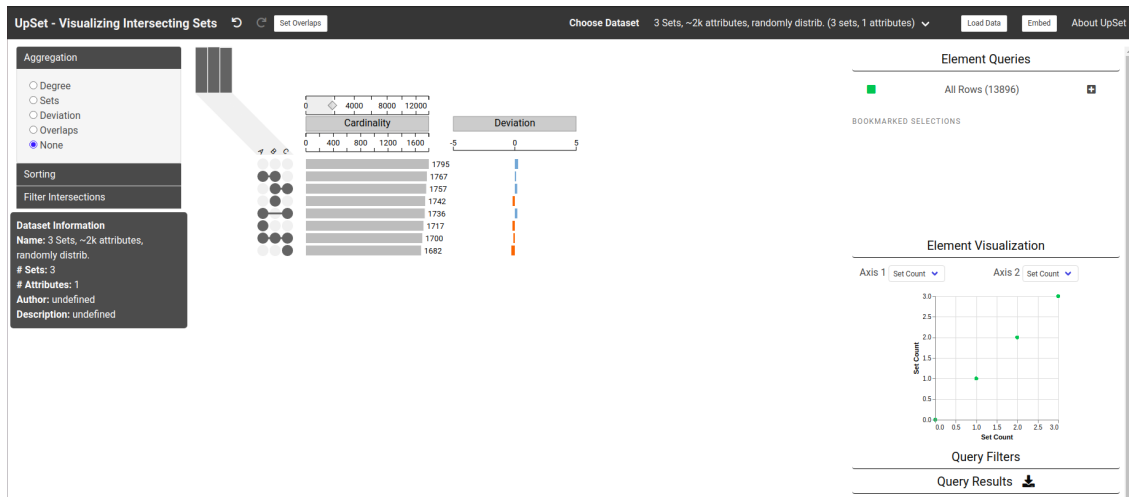 UpSet - Visualizing Intersecting Sets Set Overlaps Choose Dataset 3 Sets, ~2k attributes, randomly distrib. (3 sets, 1 attributes) Load Data Embed About UpSet
Aggregation
Degree
Sets
Deviation
Overlaps
None
Sorting
Filter Intersections
Dataset Information
Name: 3 Sets, ~2k attributes,
randomly distrib.
# Sets: 3
# Attributes: 1
Author: undefined
Description: undefined
0 4000 8000 12000
Cardinality Deviation
0 400 800 1200 1600 -5 0 5
A B C
1795
1767
1757
1742
1736
1717
1700
1682
Element Queries
All Rows (13896)
BOOKMARKED SELECTIONS
Element Visualization
Axis 1 Set Count Axis 2 Set Count
3.0
2.5
2.0
1.5
1.0
0.5
0.0
Set Count
0.0 0.5 1.0 1.5 2.0 2.5 3.0
Set Count
Query Filters
Query Results